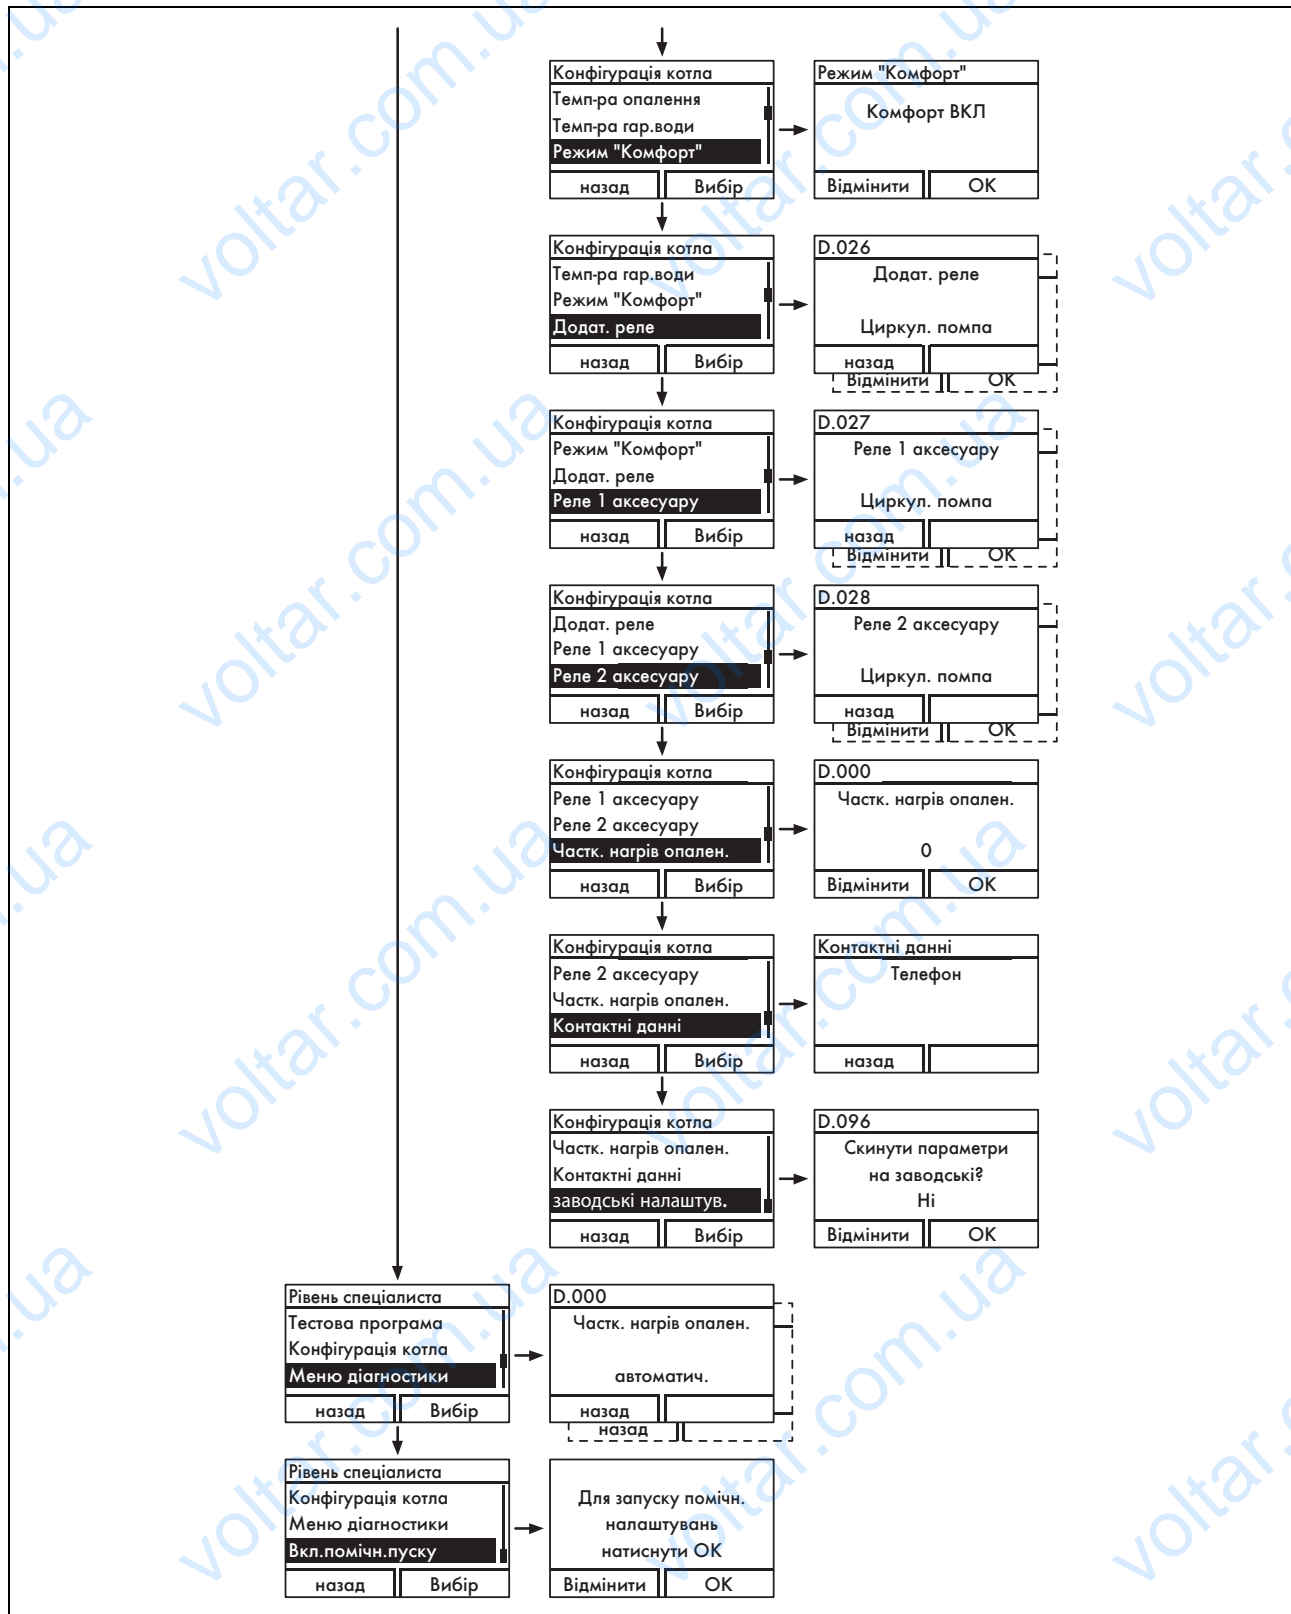 Конфігурація котла
Темп-ра опалення
Темп-ра гар.води
Режим "Комфорт"
назад Вибір
Режим "Комфорт"
Комфорт ВКЛ
Відмінити OK
Конфігурація котла
Темп-ра гар.води
Режим "Комфорт"
Додат. реле
назад Вибір
D.026
Додат. реле
Циркул. помпа
назад
Відмінити OK
Конфігурація котла
Режим "Комфорт"
Додат. реле
Реле 1 аксесуару
назад Вибір
D.027
Реле 1 аксесуару
Циркул. помпа
назад
Відмінити OK
Конфігурація котла
Додат. реле
Реле 1 аксесуару
Реле 2 аксесуару
назад Вибір
D.028
Реле 2 аксесуару
Циркул. помпа
назад
Відмінити OK
Конфігурація котла
Реле 1 аксесуару
Реле 2 аксесуару
Частк. нагрів опален.
назад Вибір
D.000
Частк. нагрів опален.
0
Відмінити OK
Конфігурація котла
Реле 2 аксесуару
Частк. нагрів опален.
Контактні данні
назад Вибір
Контактні данні
Телефон
назад
Конфігурація котла
Частк. нагрів опален.
Контактні данні
заводські налаштув.
назад Вибір
D.096
Скинути параметри
на заводські?
Ні
Відмінити OK
Рівень спеціалиста
Тестова програма
Конфігурація котла
Меню діагностики
назад Вибір
D.000
Частк. нагрів опален.
автоматич.
назад
назад
Рівень спеціалиста
Конфігурація котла
Меню діагностики
Вкл.помічн.пуску
назад Вибір
Для запуску помічн.
налаштувань
натиснути OK
Відмінити OK
voltar.com.ua